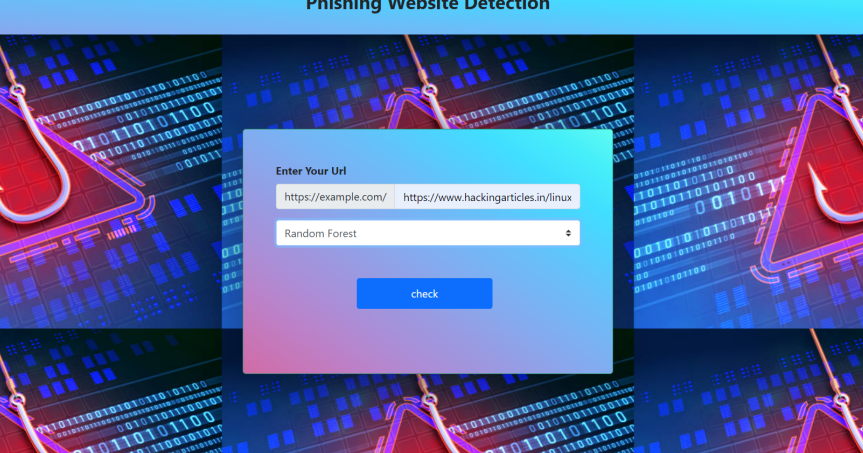 Phishing Website Detection
Enter Your Url
https://example.com/ https://www.hackingarticles.in/linux
Random Forest
check